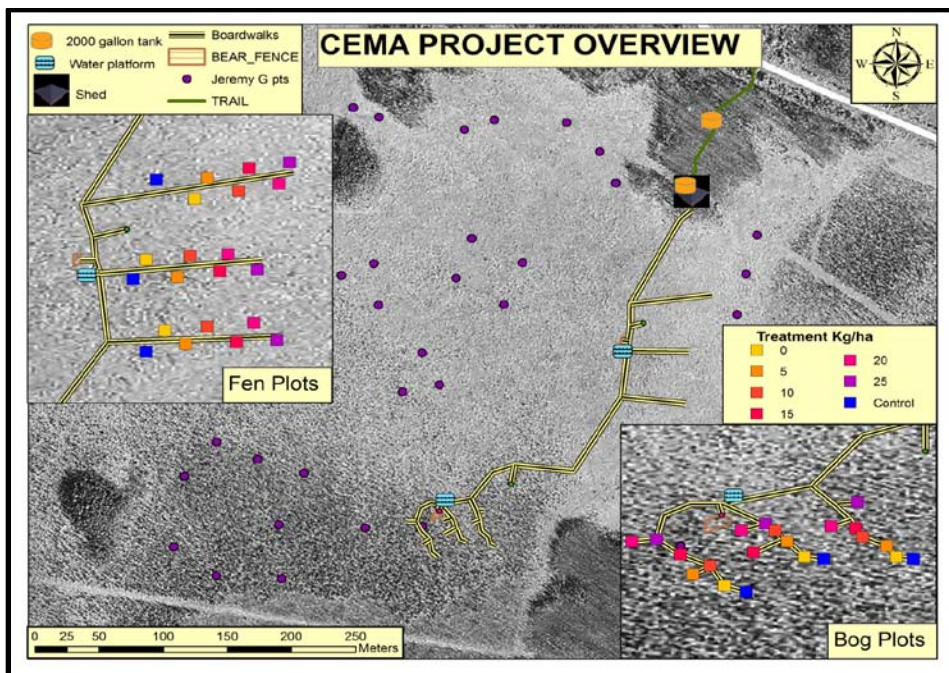 CEMA PROJECT OVERVIEW
2000 gallon tank
Water platform
Shed
Boardwalks
BEAR_FENCE
Jeremy G pts
TRAIL
N
W E
S
Fen Plots
Treatment Kg/ha
0
5
10
15
20
25
Control
Bog Plots
0 25 50 100 150 200 250
Meters